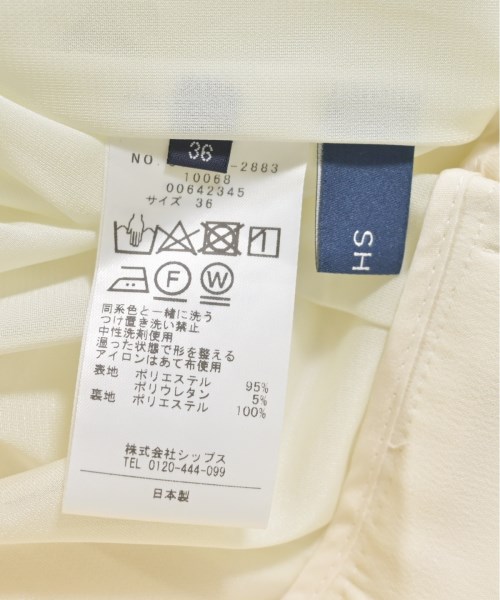 36
NO. -2883
10068
00642345
サイズ 36
F W
同系色と一緒に洗う
つけ置き洗い禁止
中性洗剤使用
湿った状態で形を整える
アイロンはあて布使用
表地 ポリエステル 95%
ポリウレタン 5%
裏地 ポリエステル 100%
株式会社シップス
TEL 0120-444-099
日本製
SH